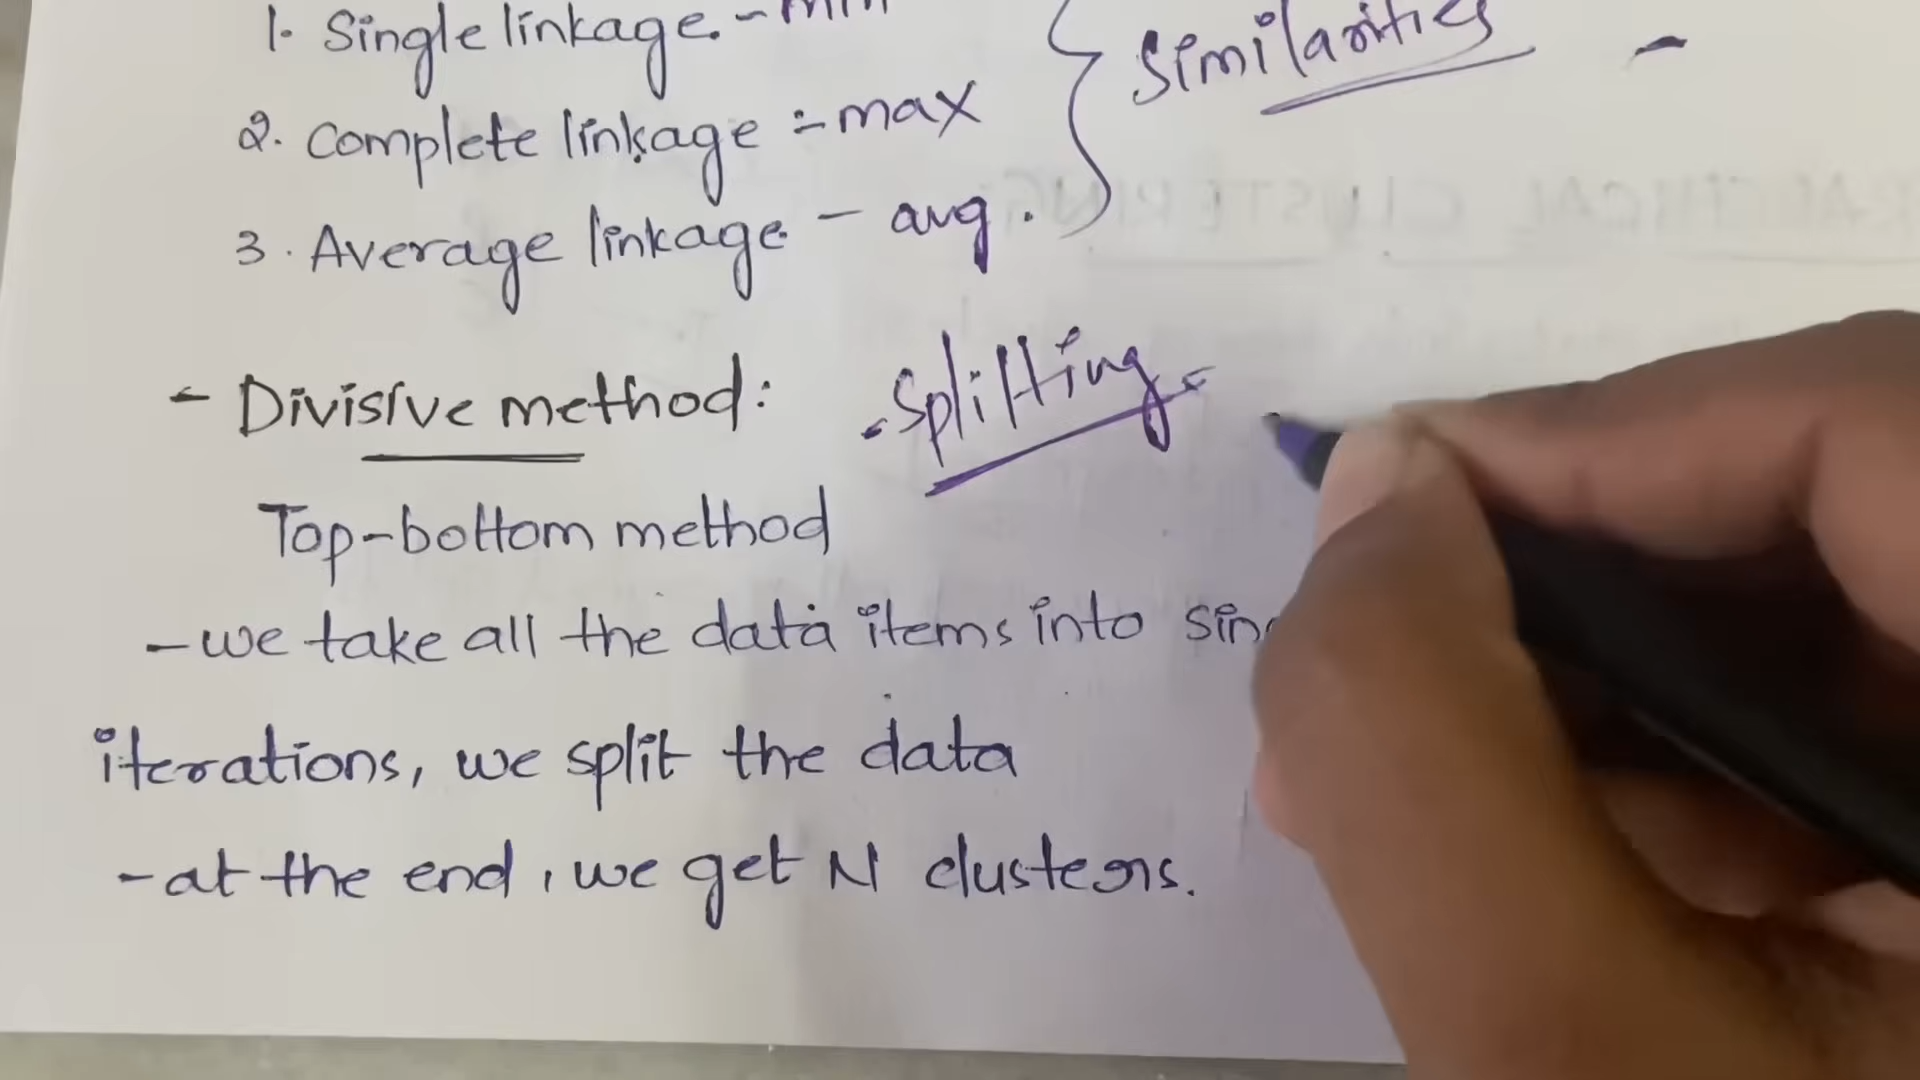 1. Single linkage. - min
2. Complete linkage :- max
3. Average linkage - avg.
} Similarities -
- Divisive method: - Splitting -
Top-bottom method
- we take all the data items into
iterations, we split the data
- at the end, we get N clusters.